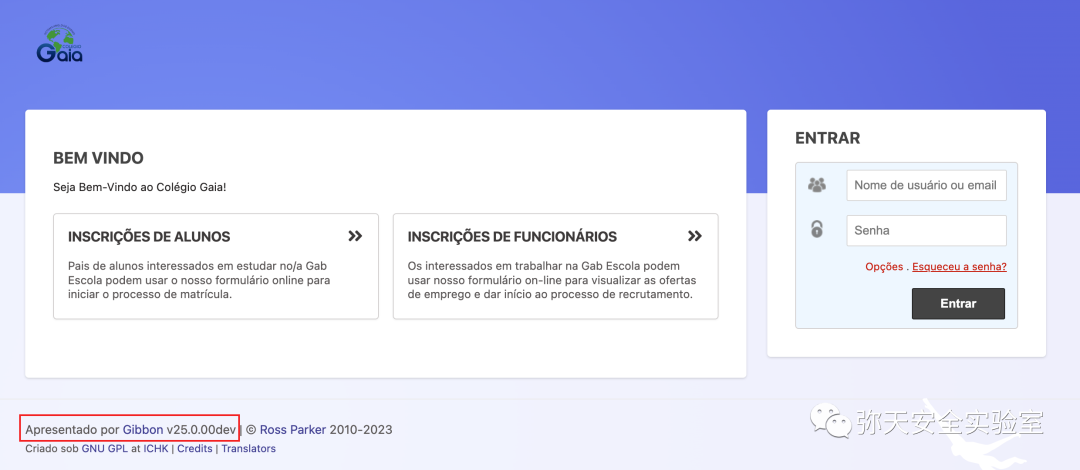 Gaia
BEM VINDO
Seja Bem-Vindo ao Colégio Gaia!
INSCRIÇÕES DE ALUNOS
Pais de alunos interessados em estudar no/a Gab
Escola podem usar o nosso formulário online para
iniciar o processo de matrícula.
INSCRIÇÕES DE FUNCIONÁRIOS
Os interessados em trabalhar na Gab Escola podem
usar nosso formulário on-line para visualizar as ofertas
de emprego e dar início ao processo de recrutamento.
ENTRAR
Nome de usuário ou email
Senha
Opções . Esqueceu a senha?
Entrar
Apresentado por Gibbon v25.0.00dev | © Ross Parker 2010-2023
Criado sob GNU GPL at ICHK | Credits | Translators
弥天安全实验室